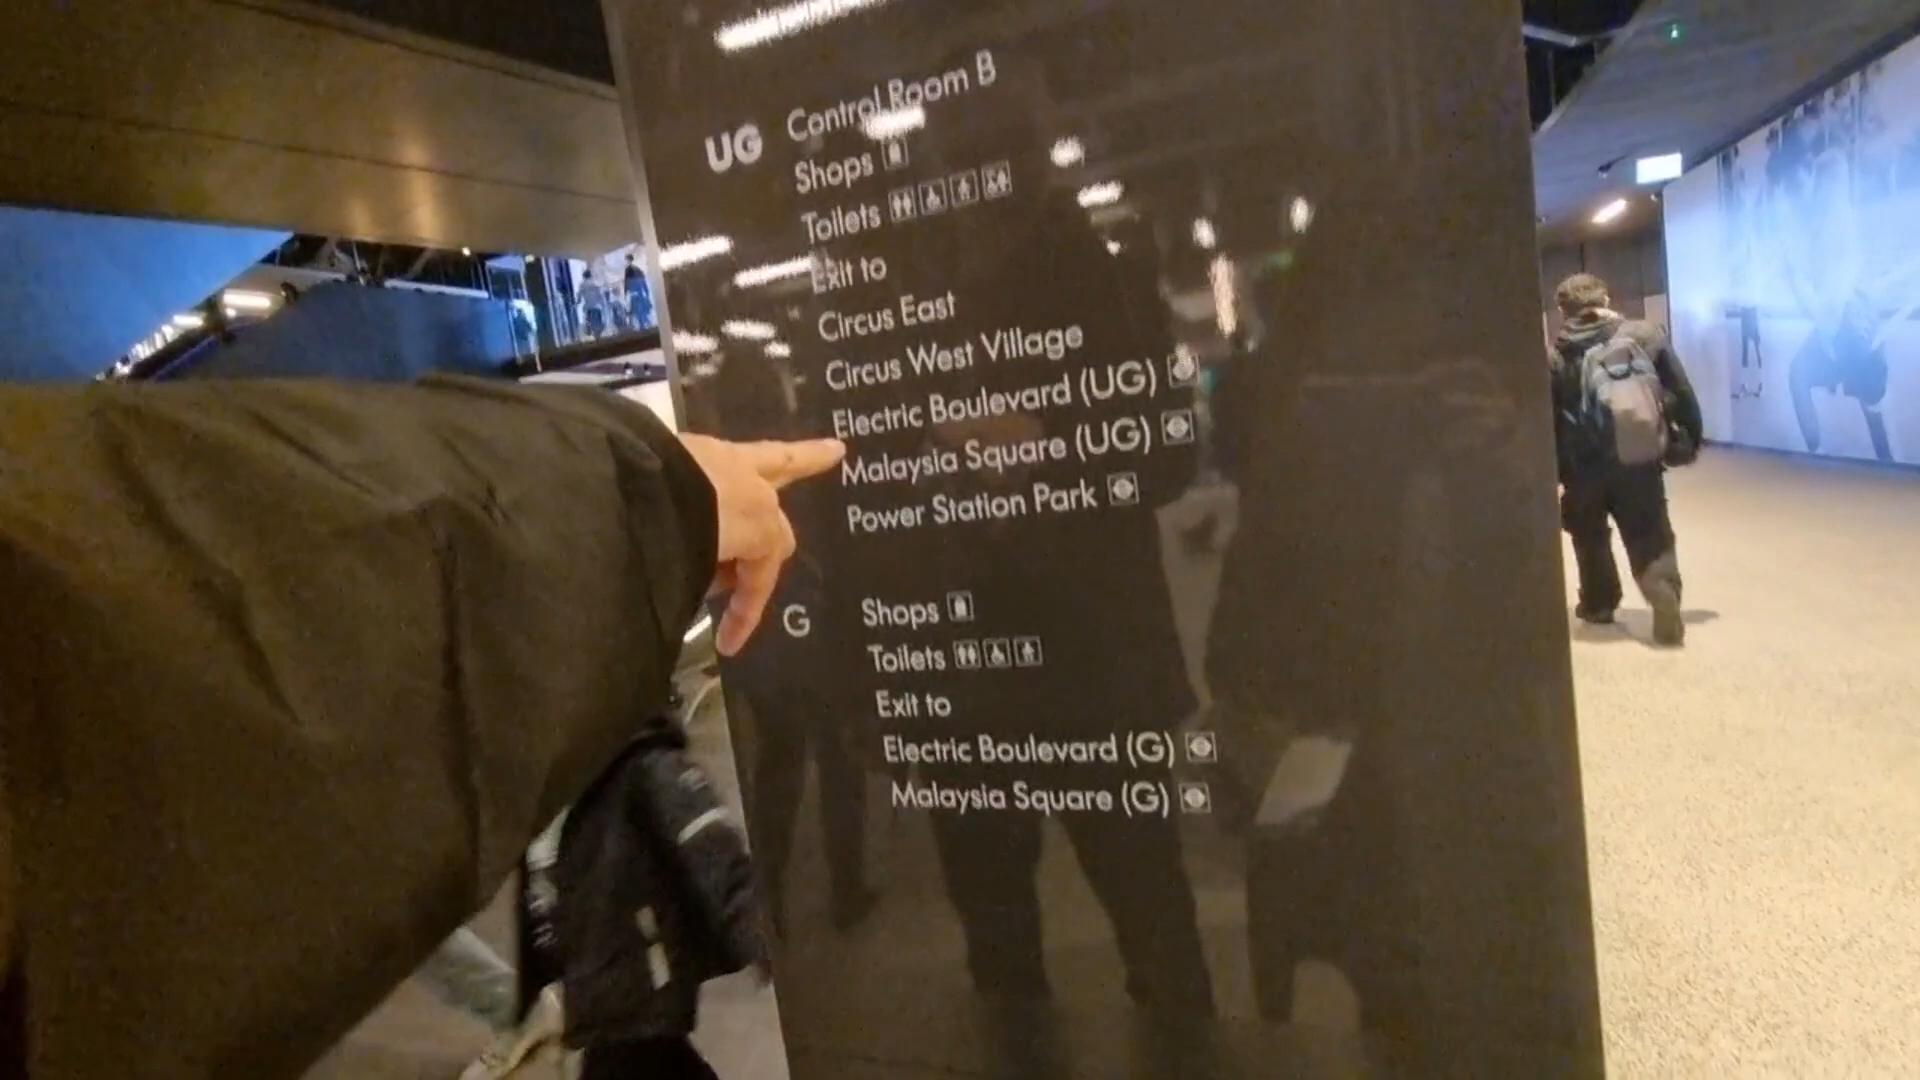 UG Control Room B
Shops
Toilets
Exit to
Circus East
Circus West Village
Electric Boulevard (UG)
Malaysia Square (UG)
Power Station Park
G Shops
Toilets
Exit to
Electric Boulevard (G)
Malaysia Square (G)